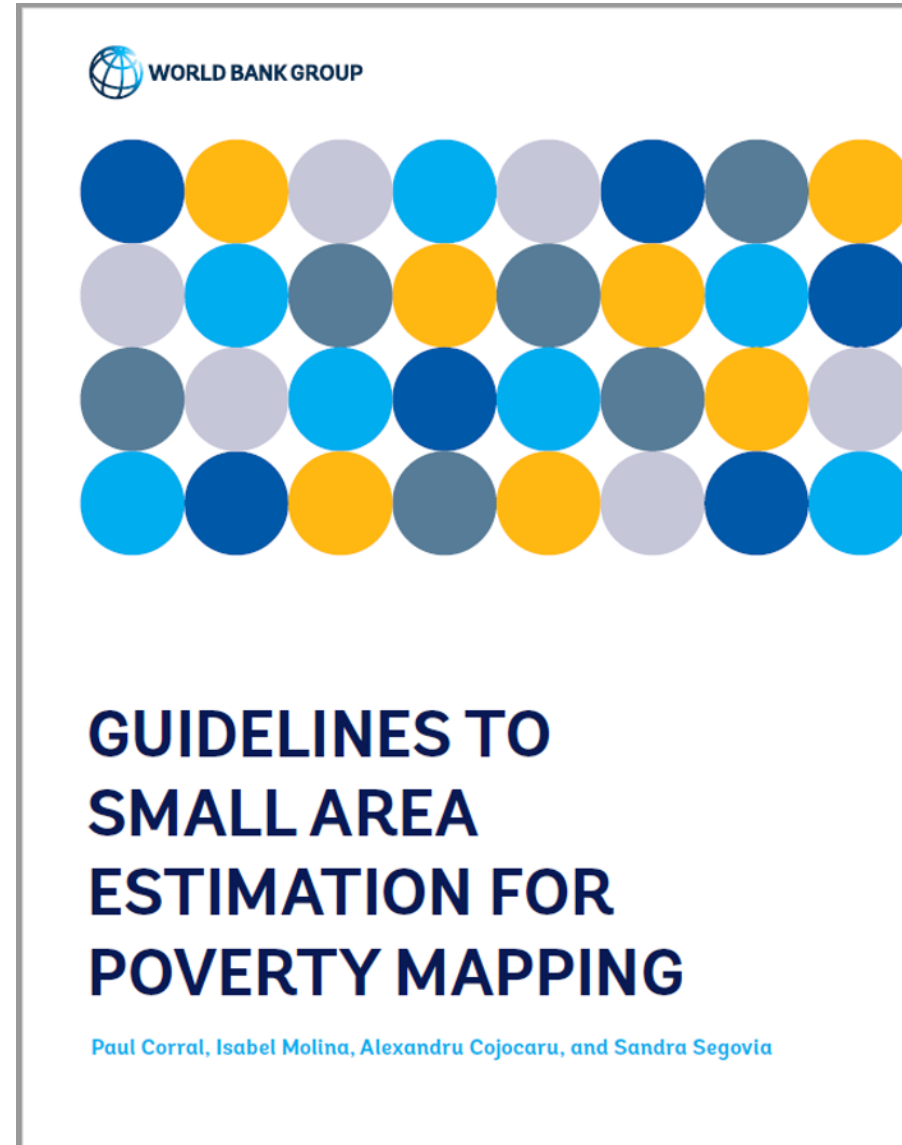 WORLD BANK GROUP
GUIDELINES TO
SMALL AREA
ESTIMATION FOR
POVERTY MAPPING
Paul Corral, Isabel Molina, Alexandru Cojocaru, and Sandra Segovia